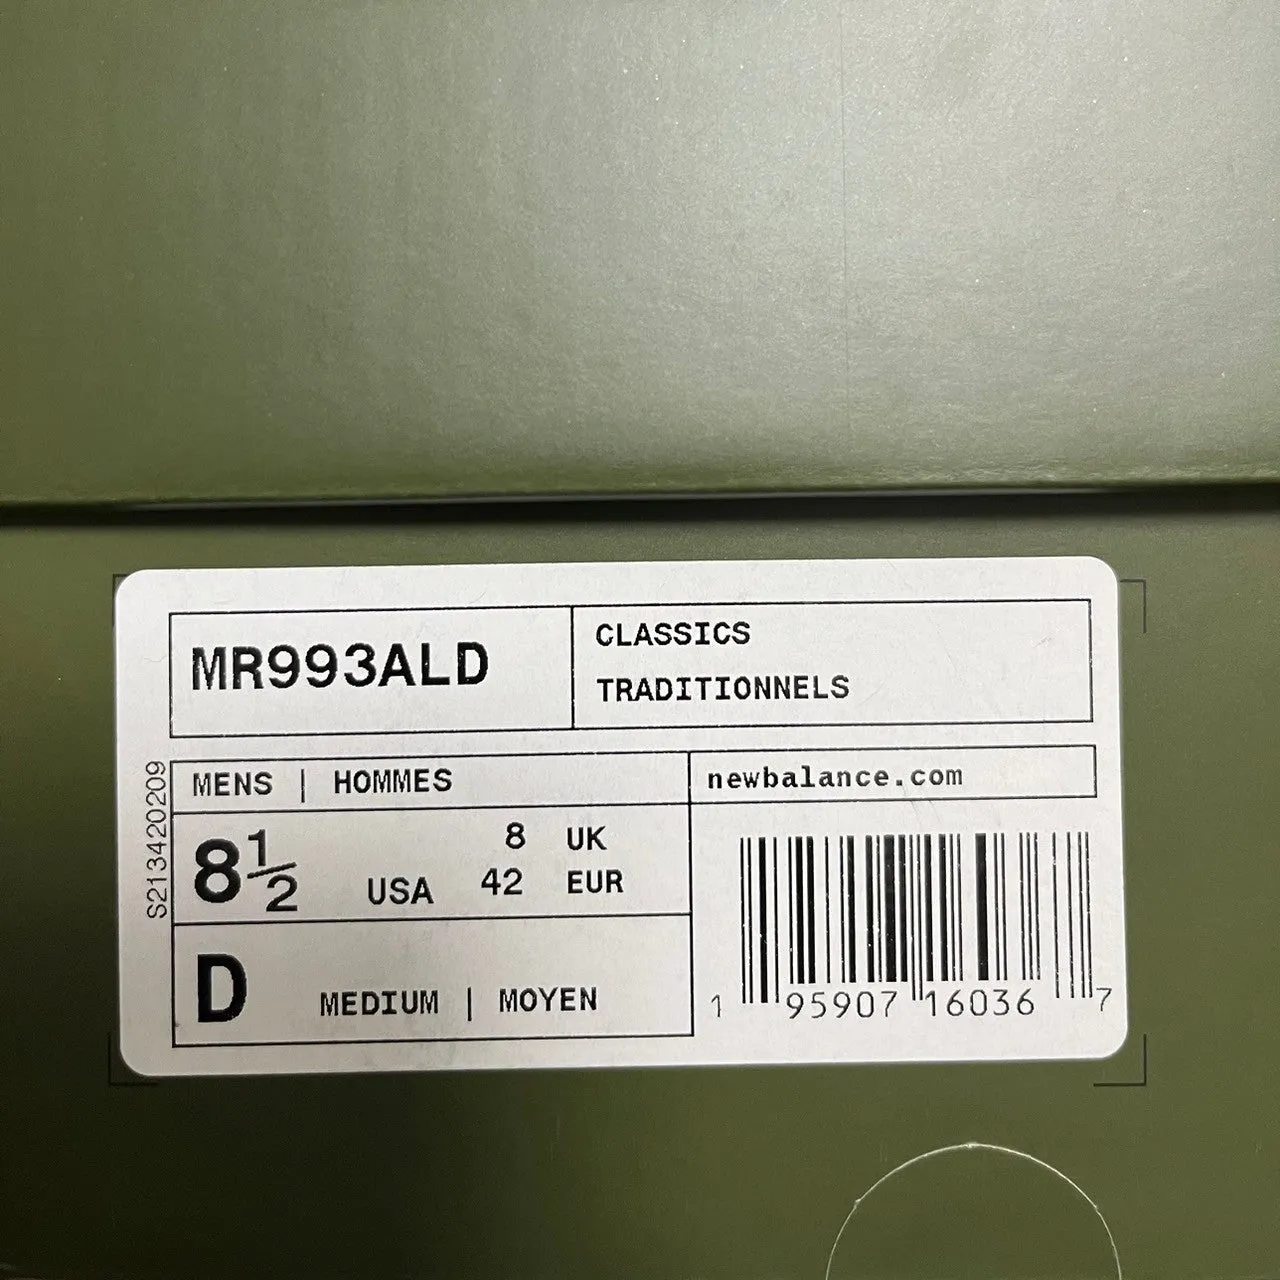 MR993ALD
CLASSICS
TRADITIONNELS
S213420209
MENS | HOMMES
newbalance.com
8½ USA
8 UK
42 EUR
D MEDIUM | MOYEN
1 95907 16036 7